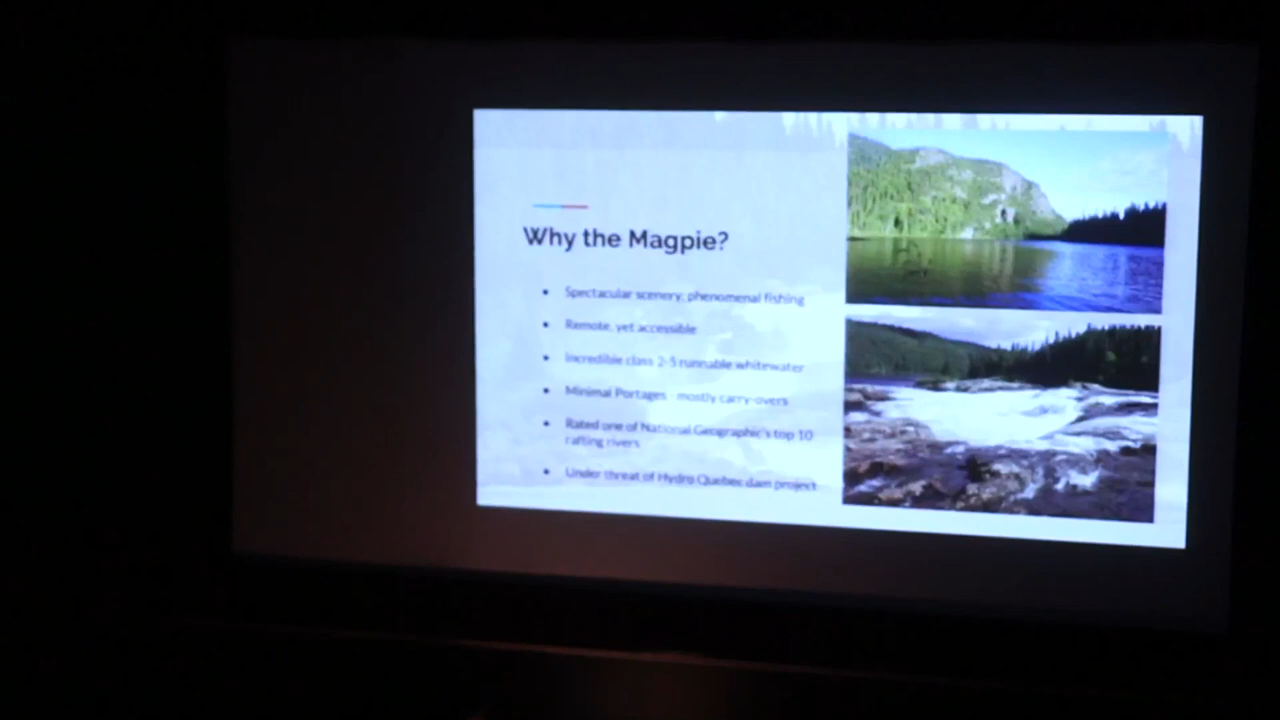 Why the Magpie?
Spectacular scenery; phenomenal fishing
Remote, yet accessible
Incredible class 2-5 runnable whitewater
Minimal Portages - mostly carry-overs
Rated one of National Geographic's top 10
rafting rivers
Under threat of Hydro Quebec dam project